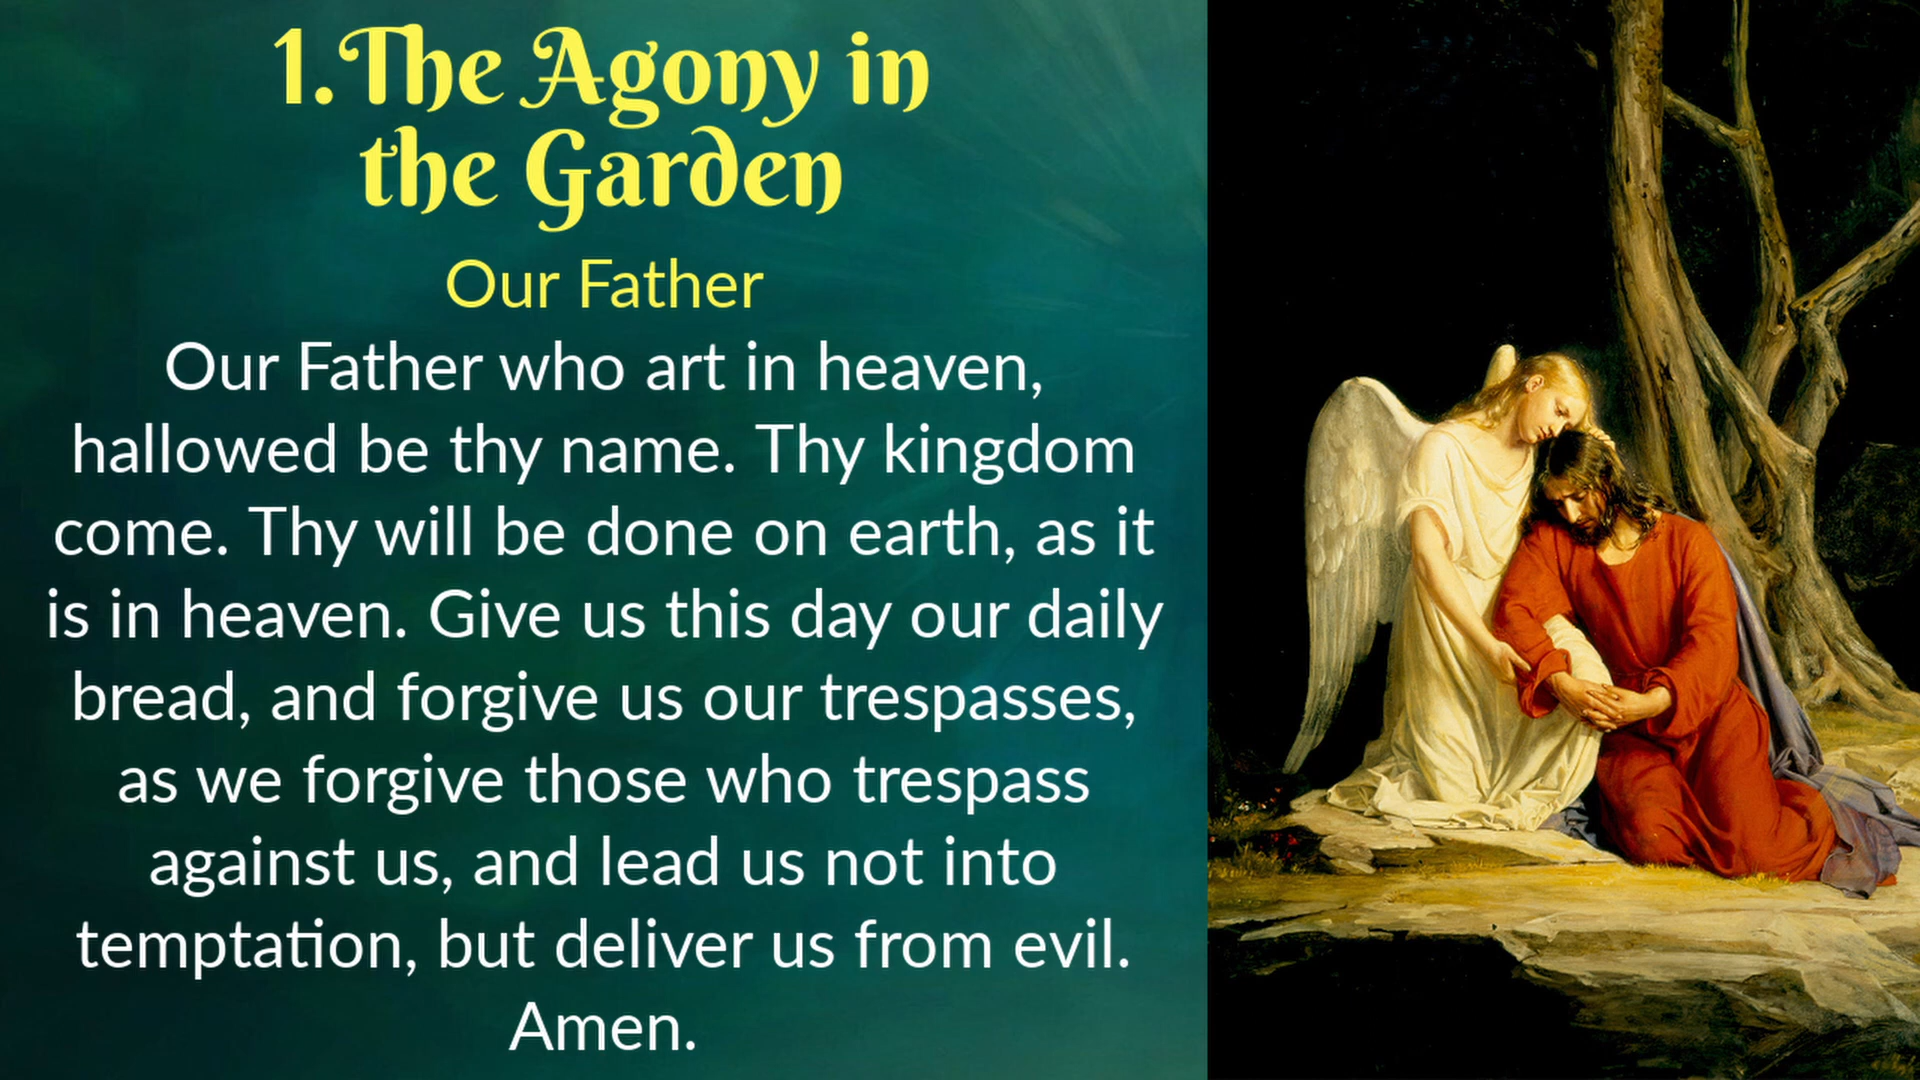 1.The Agony in
the Garden
Our Father
Our Father who art in heaven,
hallowed be thy name. Thy kingdom
come. Thy will be done on earth, as it
is in heaven. Give us this day our daily
bread, and forgive us our trespasses,
as we forgive those who trespass
against us, and lead us not into
temptation, but deliver us from evil.
Amen.